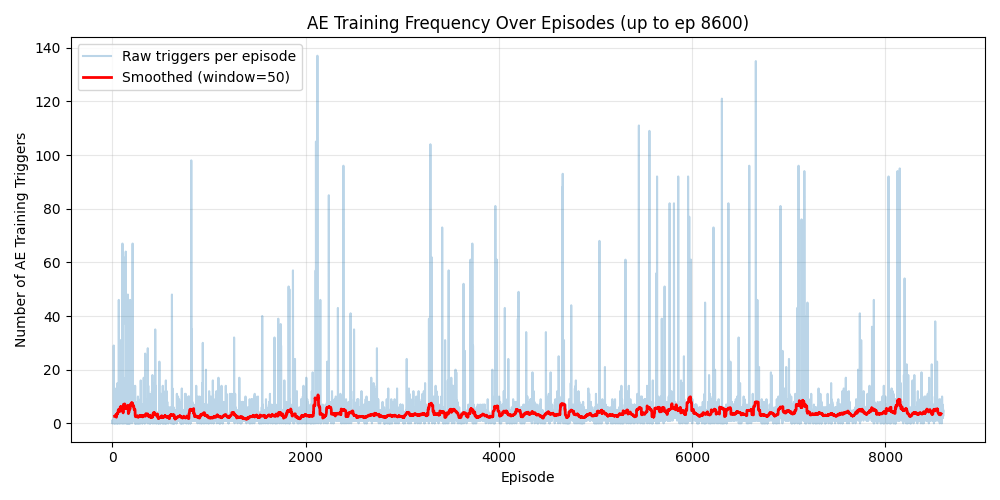 AE Training Frequency Over Episodes (up to ep 8600)
Raw triggers per episode
Smoothed (window=50)
Number of AE Training Triggers
140
120
100
80
60
40
20
0
0 2000 4000 6000 8000
Episode